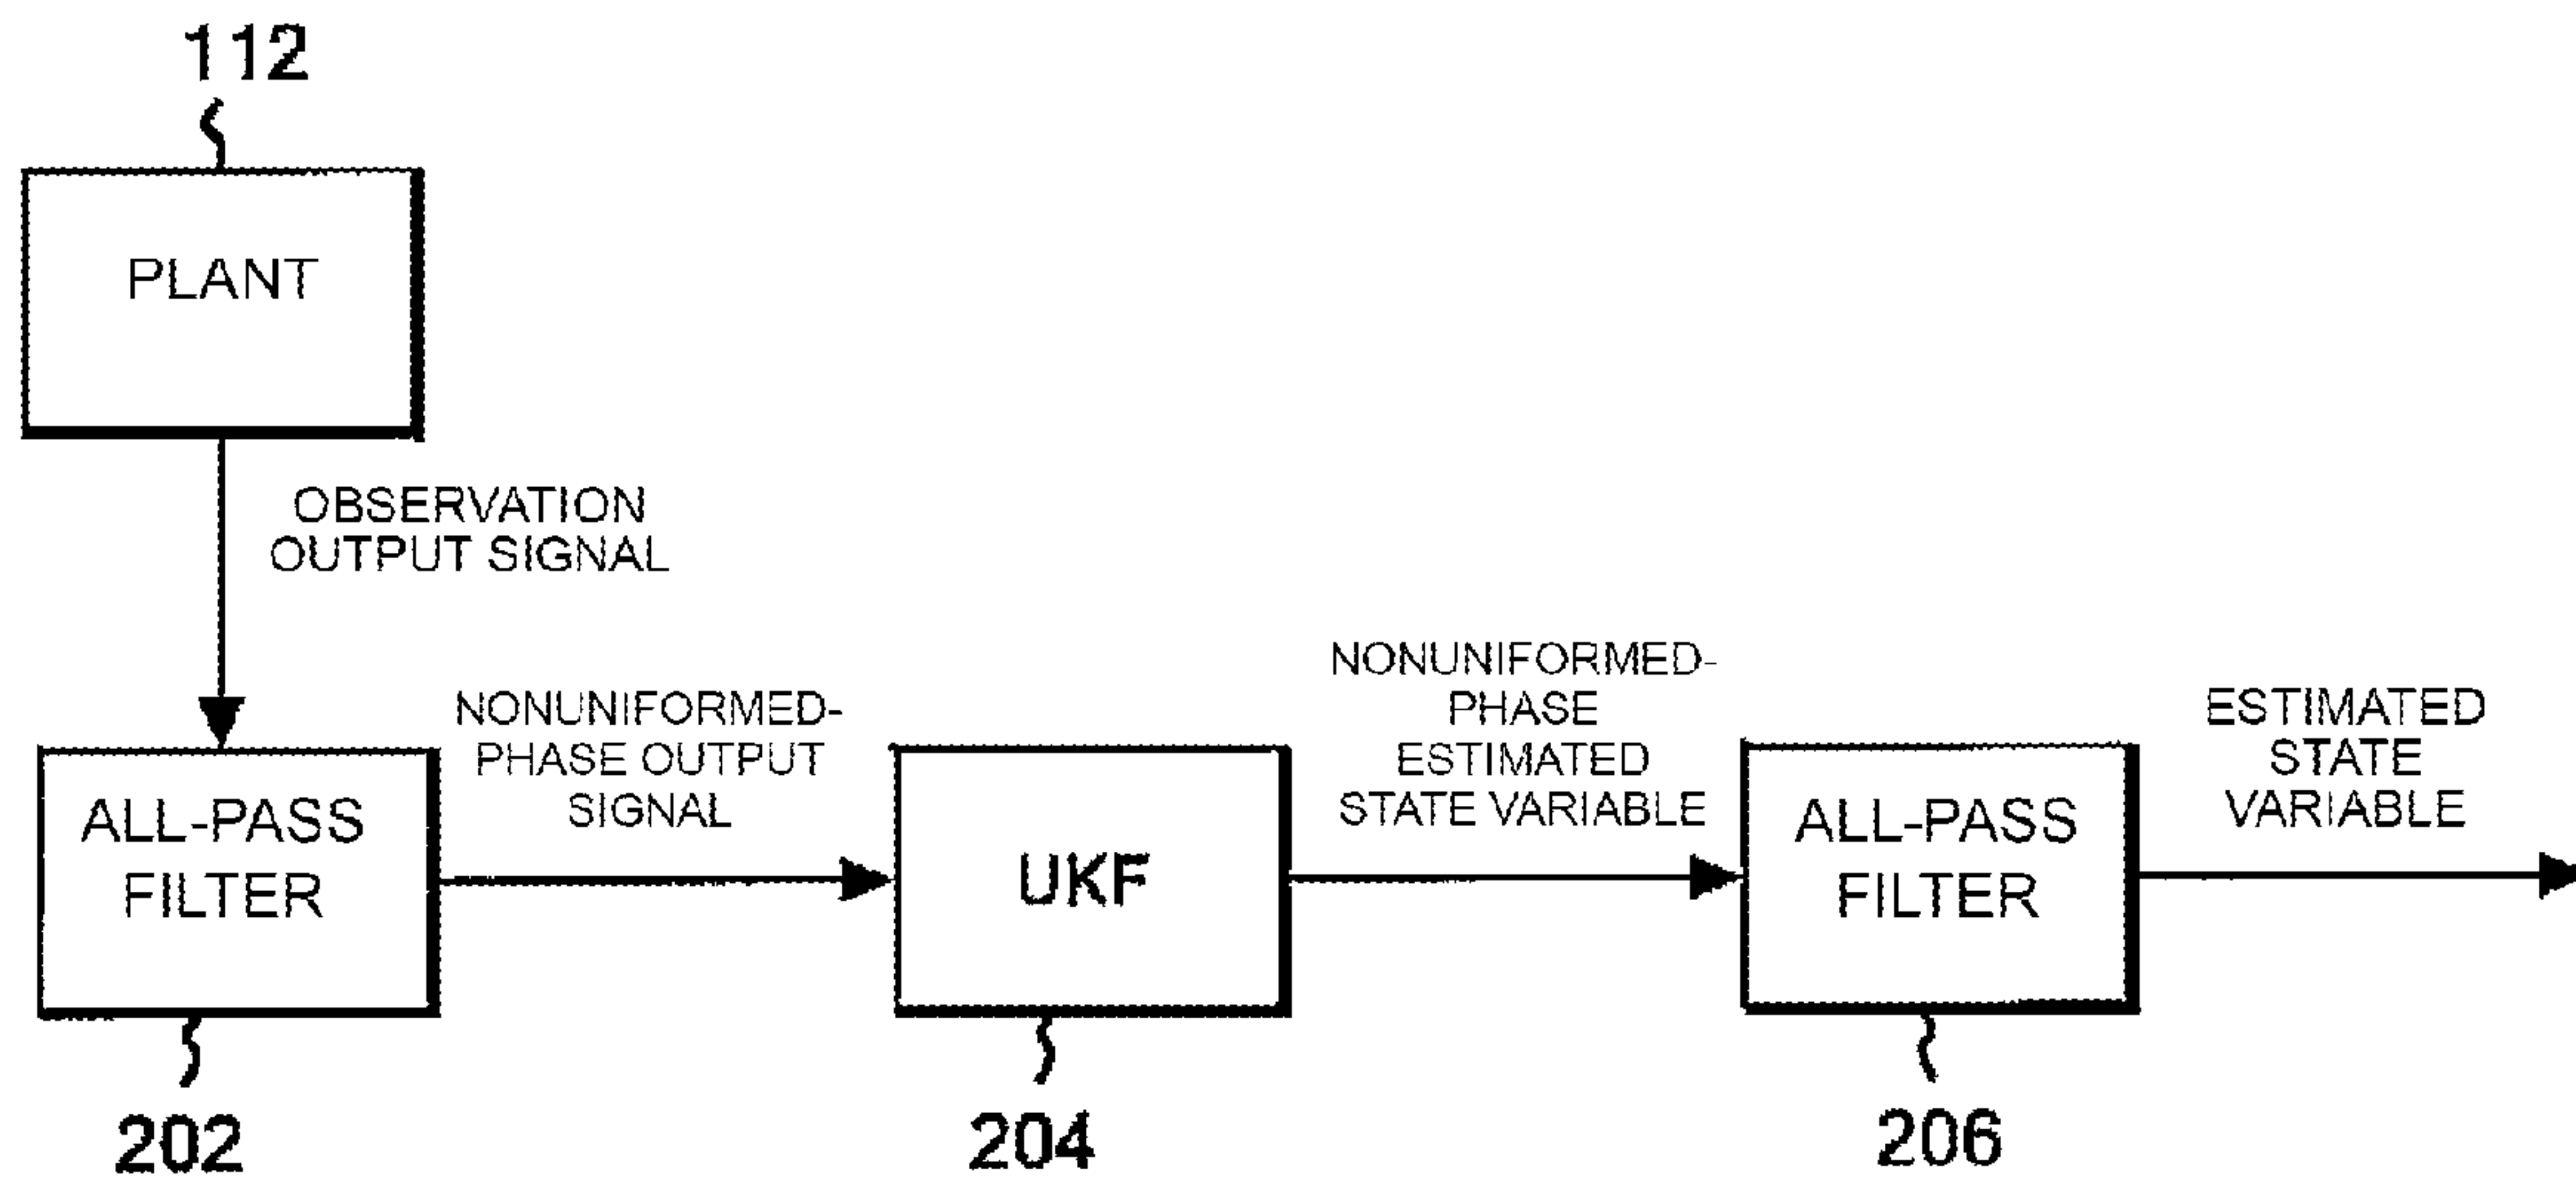 112
PLANT
OBSERVATION
OUTPUT SIGNAL
NONUNIFORMED-
PHASE OUTPUT
SIGNAL
NONUNIFORMED-
PHASE
ESTIMATED
STATE VARIABLE
ESTIMATED
STATE
VARIABLE
ALL-PASS
FILTER
UKF
ALL-PASS
FILTER
202
204
206